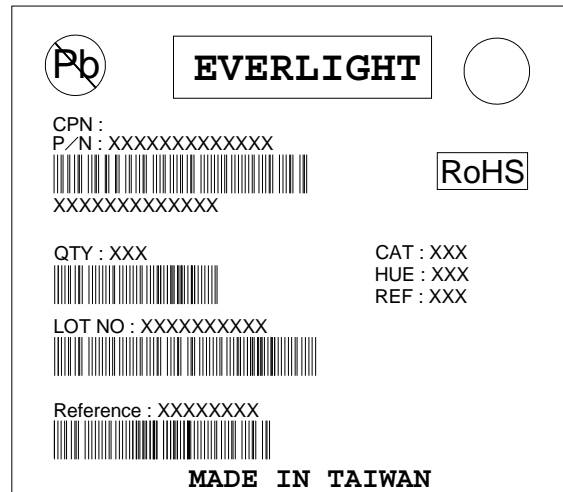 Pb
EVERLIGHT
CPN :
P/N : XXXXXXXXXXXXX
RoHS
XXXXXXXXXXXXX
QTY : XXX
CAT : XXX
HUE : XXX
REF : XXX
LOT NO : XXXXXXXXXX
Reference : XXXXXXXX
MADE IN TAIWAN